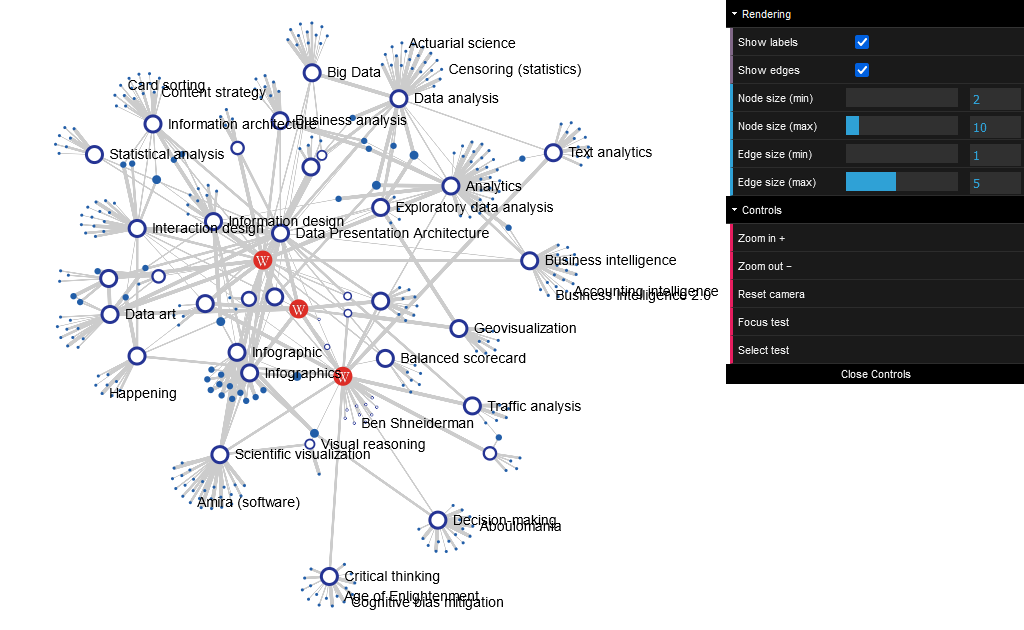 Actuarial science
Big Data
Censoring (statistics)
Card sorting
Content strategy
Data analysis
Business analysis
Information architecture
Statistical analysis
Text analytics
Analytics
Exploratory data analysis
Information design
Interaction design
Data Presentation Architecture
W
Business intelligence
Accounting intelligence
Business Intelligence 2.0
W
Data art
Geovisualization
Infographic
Balanced scorecard
Infographics
W
Happening
Traffic analysis
Ben Shneiderman
Visual reasoning
Scientific visualization
Amira (software)
Decision-making
Aboulomania
Critical thinking
Age of Enlightenment
Cognitive bias mitigation
Rendering
Show labels
Show edges
Node size (min) 2
Node size (max) 10
Edge size (min) 1
Edge size (max) 5
Controls
Zoom in +
Zoom out −
Reset camera
Focus test
Select test
Close Controls